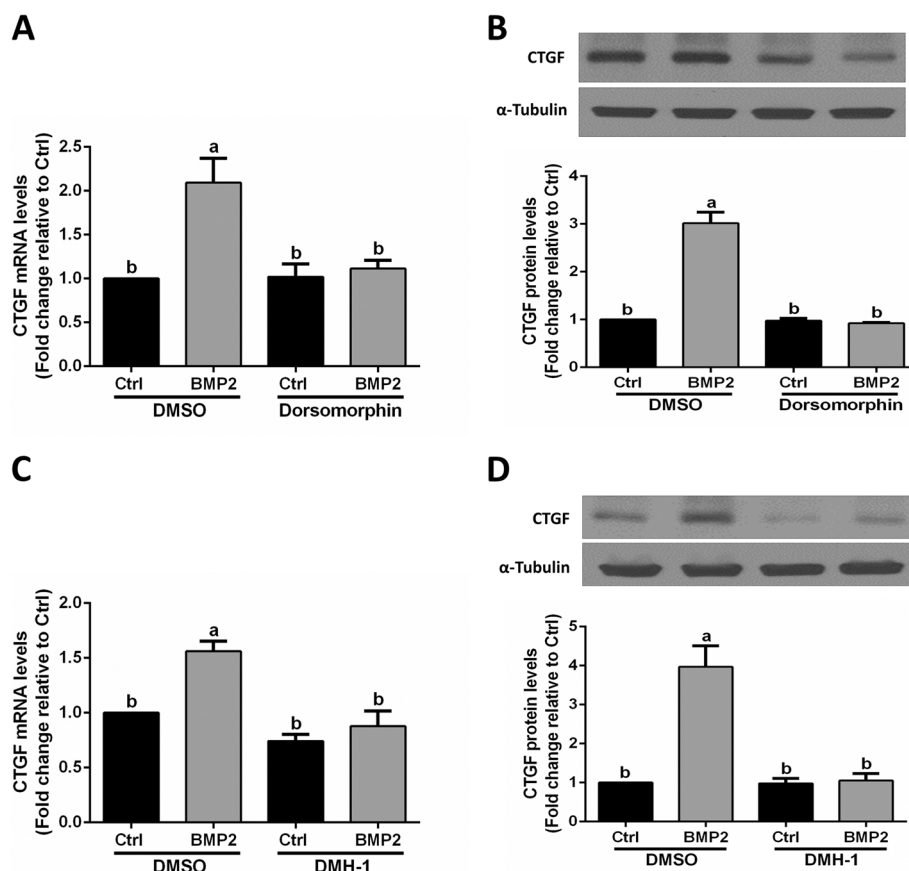 A
CTGF mRNA levels
(Fold change relative to Ctrl)
2.5
2.0
1.5
1.0
0.5
0.0
b
a
b
b
Ctrl
BMP2
Ctrl
BMP2
DMSO
Dorsomorphin
B
CTGF
α-Tubulin
CTGF protein levels
(Fold change relative to Ctrl)
4
3
2
1
0
b
a
b
b
Ctrl
BMP2
Ctrl
BMP2
DMSO
Dorsomorphin
C
CTGF mRNA levels
(Fold change relative to Ctrl)
2.0
1.5
1.0
0.5
0.0
b
a
b
b
Ctrl
BMP2
Ctrl
BMP2
DMSO
DMH-1
D
CTGF
α-Tubulin
CTGF protein levels
(Fold change relative to Ctrl)
5
4
3
2
1
0
b
a
b
b
Ctrl
BMP2
Ctrl
BMP2
DMSO
DMH-1